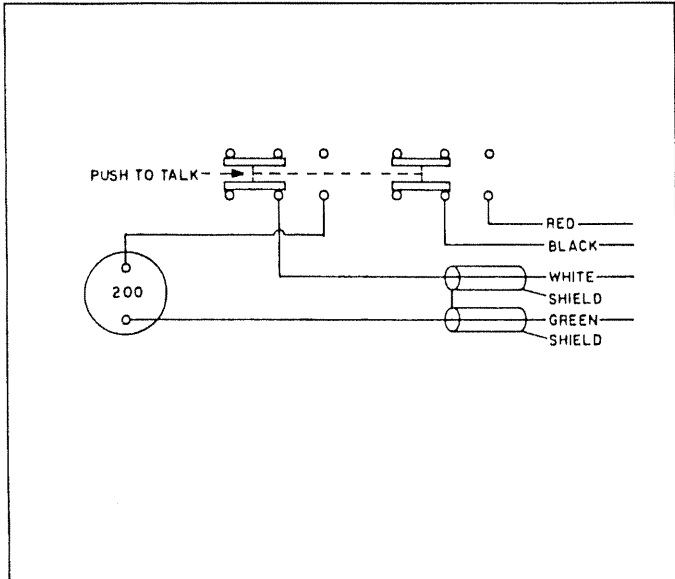 PUSH TO TALK
RED
BLACK
200
WHITE
SHIELD
GREEN
SHIELD